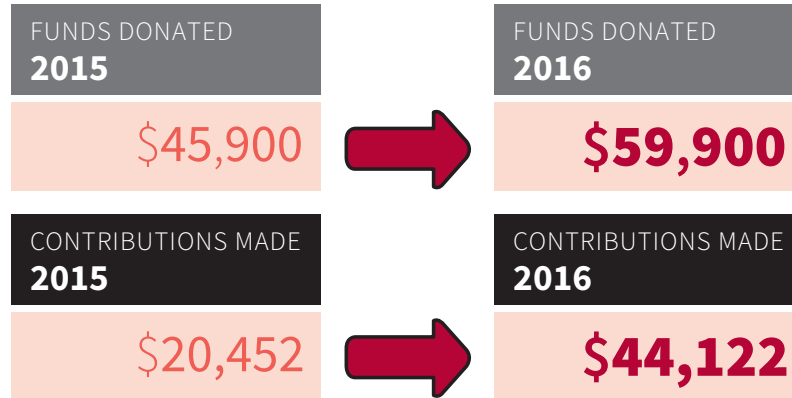 FUNDS DONATED
2015
$45,900
FUNDS DONATED
2016
$59,900
CONTRIBUTIONS MADE
2015
$20,452
CONTRIBUTIONS MADE
2016
$44,122